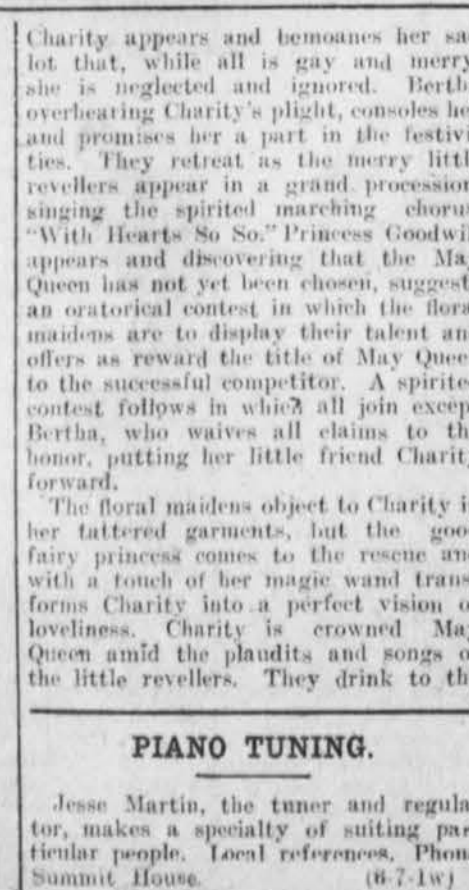 Charity appears and bemoanes her sa
lot that, while all is gay and merry
she is neglected and ignored. Berth
overhearing Charity's plight, consoles he
and promises her a part in the festivi
ties. They retreat as the merry littl
revellers appear in a grand procession
singing the spirited marching chorus
"With Hearts So So." Princess Goodwil
appears and discovering that the May
Queen has not yet been chosen, suggest
an oratorical contest in which the flora
maidens are to display their talent an
offers as reward the title of May Quee
to the successful competitor. A spirite
contest follows in which all join excep
Bertha, who waives all claims to th
honor, putting her little friend Charity
forward.
The floral maidens object to Charity i
her tattered garments, but the goo
fairy princess comes to the rescue an
with a touch of her magic wand trans
forms Charity into a perfect vision o
loveliness. Charity is crowned May
Queen amid the plaudits and songs o
the little revellers. They drink to th
PIANO TUNING.
Jesse Martin, the tuner and regula
tor, makes a specialty of suiting par
ticular people. Local references. Phon
Summit House. (6-7-1w)